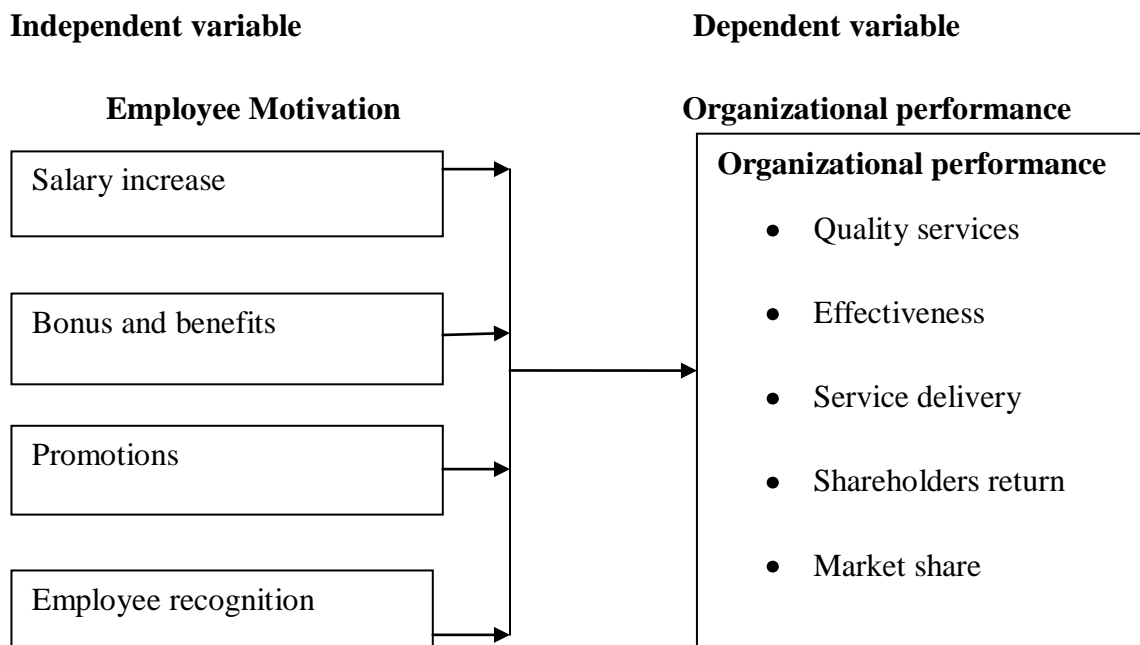 Independent variable
Dependent variable
Employee Motivation
Organizational performance
Salary increase
Bonus and benefits
Promotions
Employee recognition
Organizational performance
● Quality services
● Effectiveness
● Service delivery
● Shareholders return
● Market share